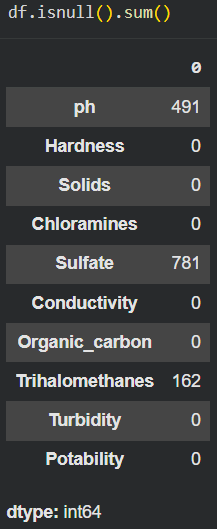 df.isnull().sum()
0
ph 491
Hardness 0
Solids 0
Chloramines 0
Sulfate 781
Conductivity 0
Organic_carbon 0
Trihalomethanes 162
Turbidity 0
Potability 0
dtype: int64